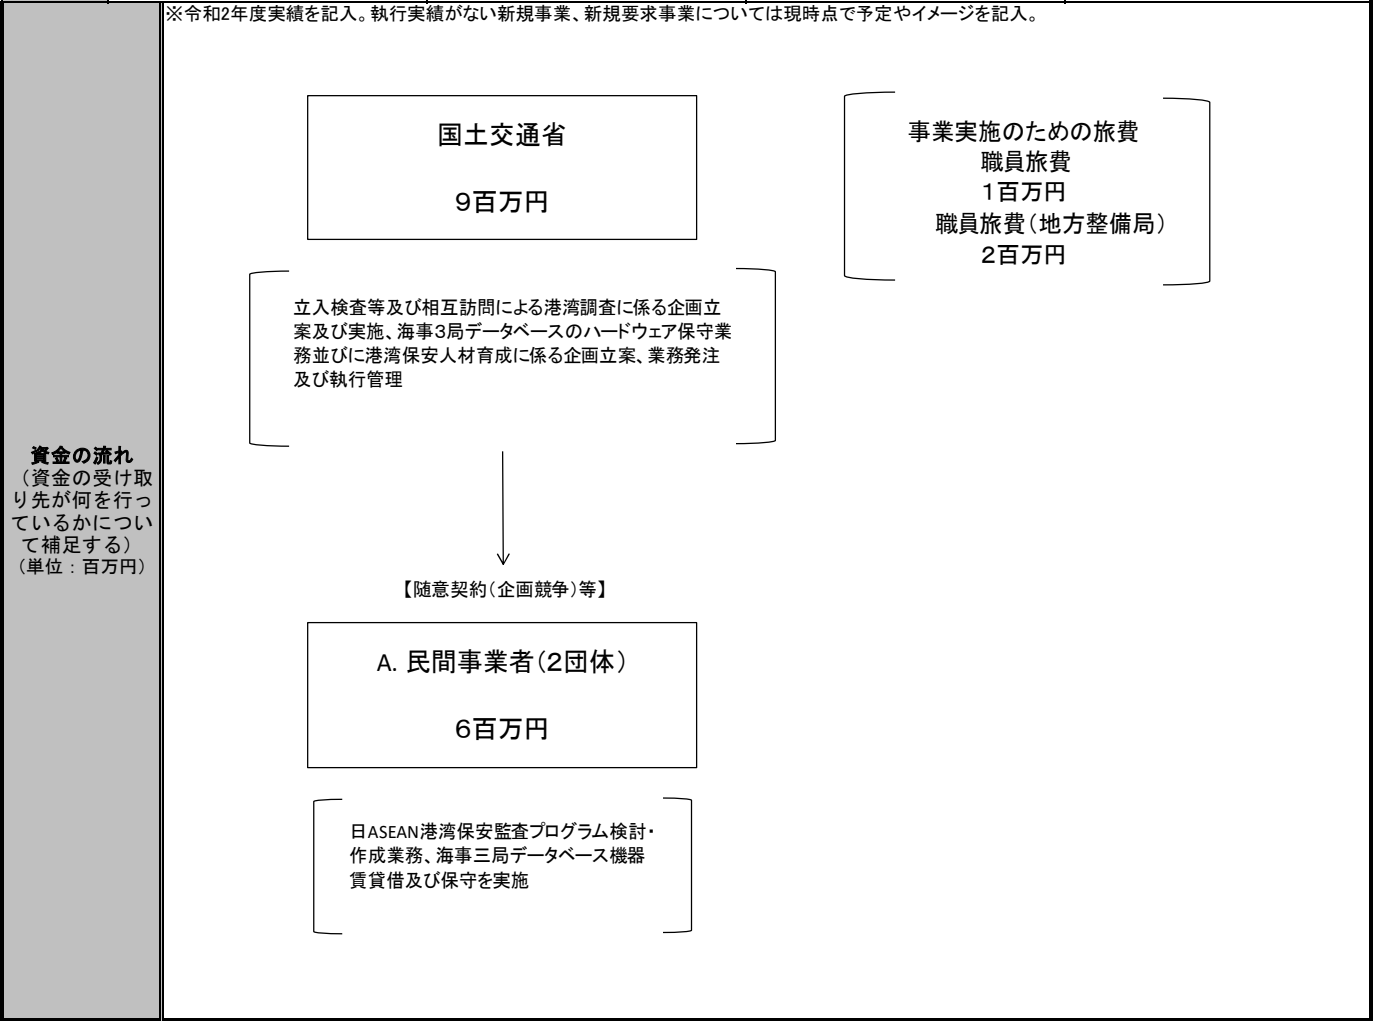 ※令和2年度実績を記入。執行実績がない新規事業、新規要求事業については現時点で予定やイメージを記入。
国土交通省
9百万円
事業実施のための旅費
職員旅費
1百万円
職員旅費(地方整備局)
2百万円
立入検査等及び相互訪問による港湾調査に係る企画立
案及び実施、海事3局データベースのハードウェア保守業
務並びに港湾保安人材育成に係る企画立案、業務発注
及び執行管理
資金の流れ
(資金の受け取
り先が何を行っ
ているかについ
て補足する)
(単位:百万円)
【随意契約(企画競争)等】
A. 民間事業者(2団体)
6百万円
日ASEAN港湾保安監査プログラム検討・
作成業務、海事三局データベース機器
賃貸借及び保守を実施